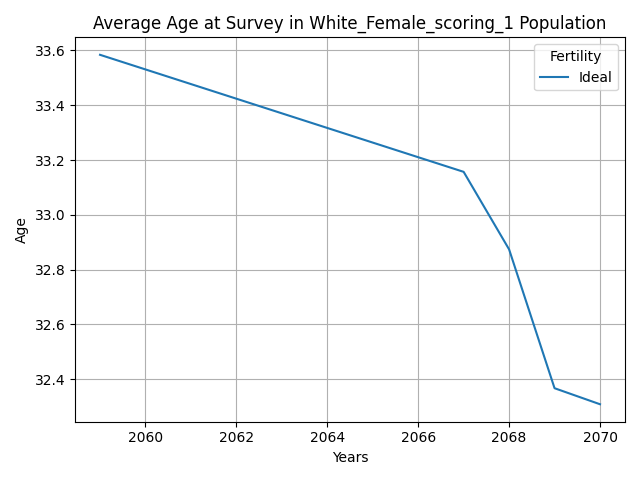 Average Age at Survey in White_Female_scoring_1 Population
Fertility
Ideal
33.6
33.4
33.2
33.0
32.8
32.6
32.4
Age
2060 2062 2064 2066 2068 2070
Years